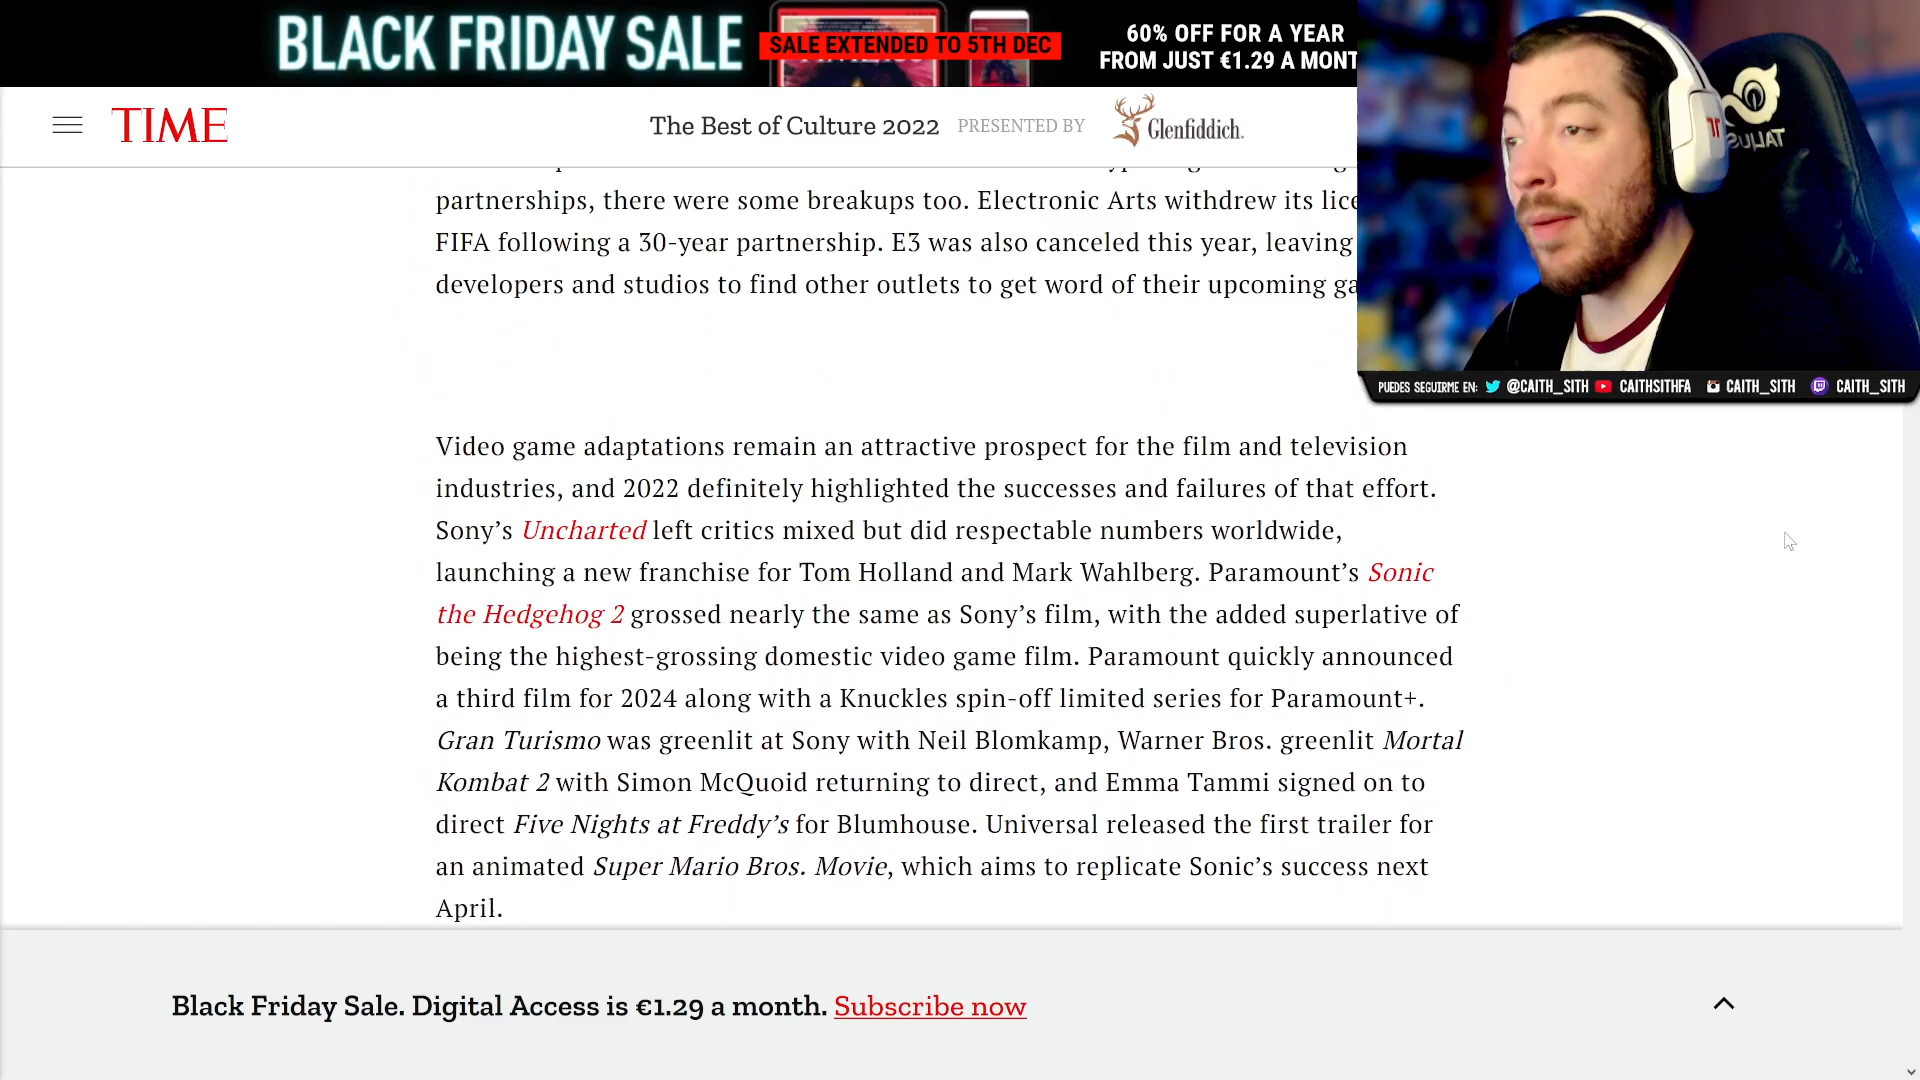 BLACK FRIDAY SALE
SALE EXTENDED TO 5TH DEC
60% OFF FOR A YEAR
FROM JUST €1.29 A MONT
TIME
The Best of Culture 2022
PRESENTED BY
Glenfiddich.
partnerships, there were some breakups too. Electronic Arts withdrew its lice
FIFA following a 30-year partnership. E3 was also canceled this year, leaving
developers and studios to find other outlets to get word of their upcoming ga
PUEDES SEGUIRME EN: @CAITH_SITH CAITHSITHFA CAITH_SITH CAITH_SITH
Video game adaptations remain an attractive prospect for the film and television
industries, and 2022 definitely highlighted the successes and failures of that effort.
Sony’s Uncharted left critics mixed but did respectable numbers worldwide,
launching a new franchise for Tom Holland and Mark Wahlberg. Paramount’s Sonic
the Hedgehog 2 grossed nearly the same as Sony’s film, with the added superlative of
being the highest-grossing domestic video game film. Paramount quickly announced
a third film for 2024 along with a Knuckles spin-off limited series for Paramount+.
Gran Turismo was greenlit at Sony with Neil Blomkamp, Warner Bros. greenlit Mortal
Kombat 2 with Simon McQuoid returning to direct, and Emma Tammi signed on to
direct Five Nights at Freddy’s for Blumhouse. Universal released the first trailer for
an animated Super Mario Bros. Movie, which aims to replicate Sonic’s success next
April.
Black Friday Sale. Digital Access is €1.29 a month. Subscribe now